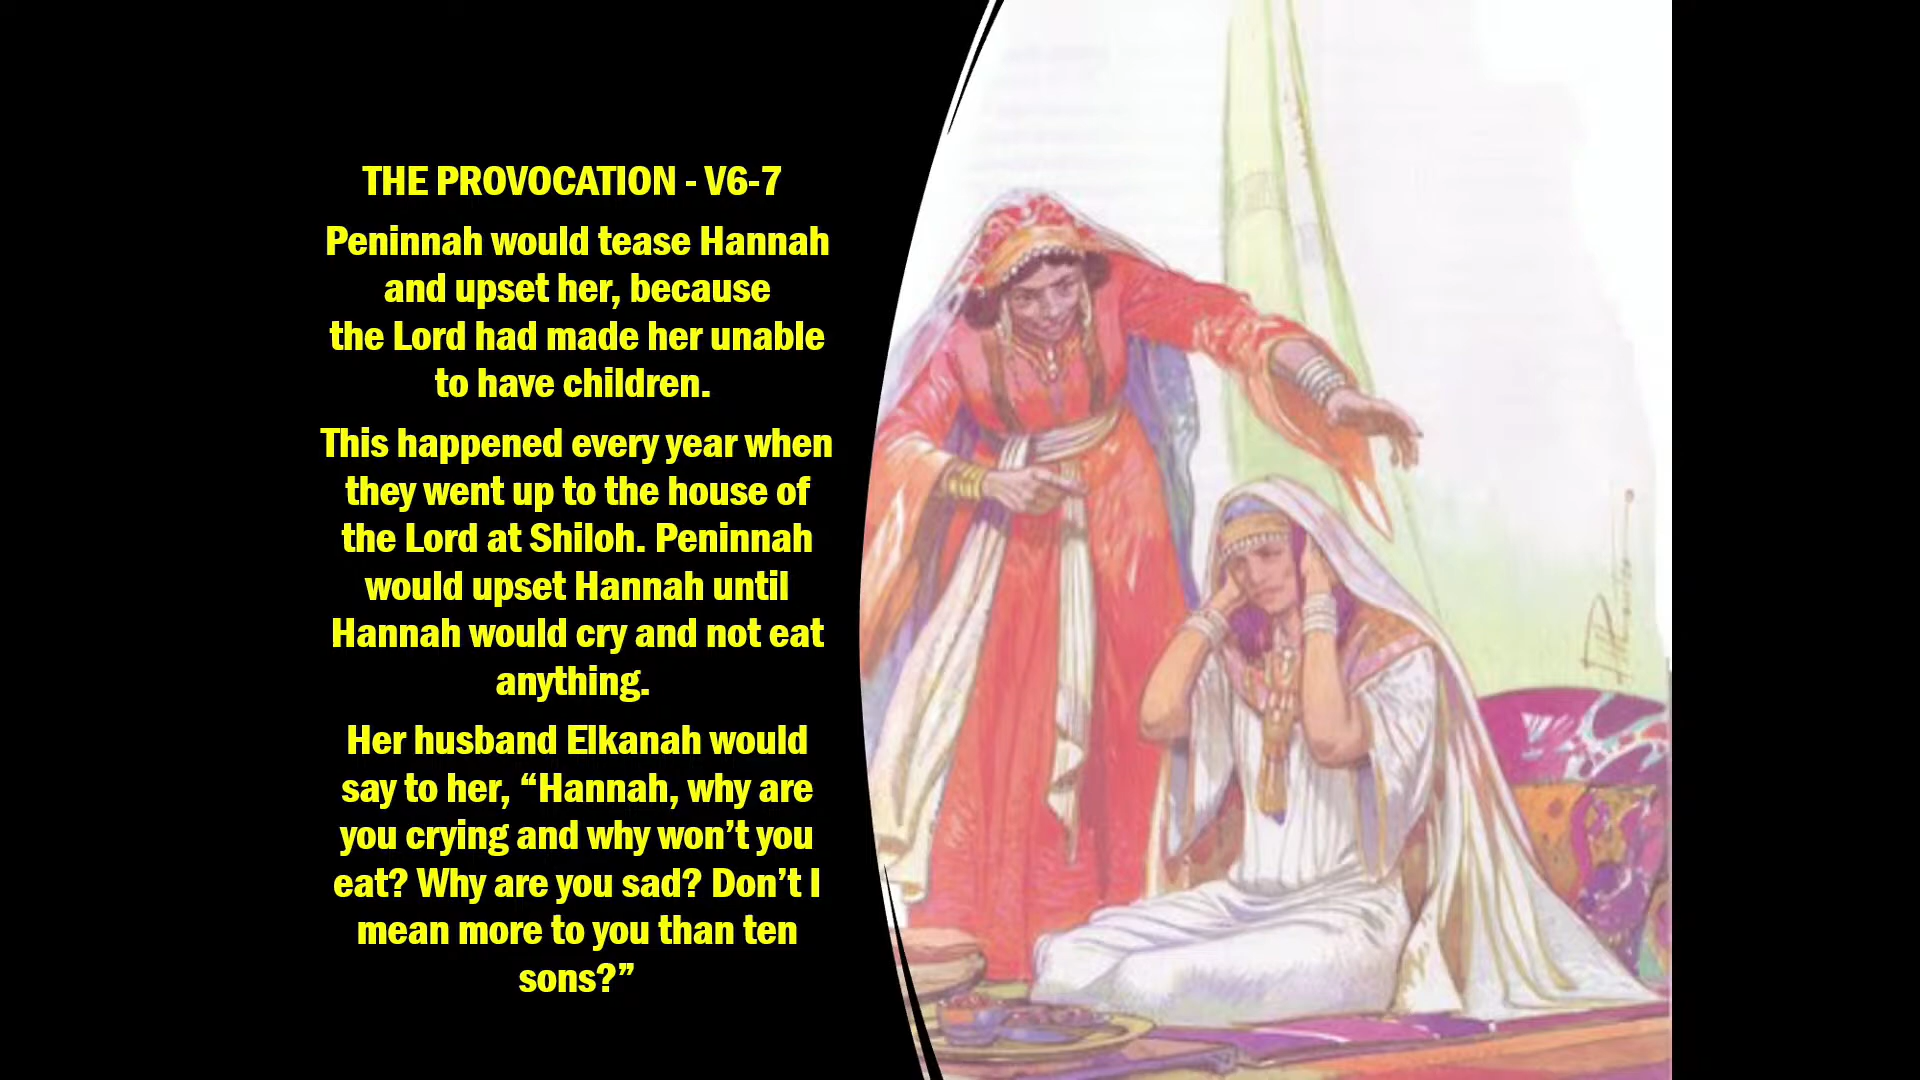 THE PROVOCATION - V6-7
Peninnah would tease Hannah
and upset her, because
the Lord had made her unable
to have children.
This happened every year when
they went up to the house of
the Lord at Shiloh. Peninnah
would upset Hannah until
Hannah would cry and not eat
anything.
Her husband Elkanah would
say to her, “Hannah, why are
you crying and why won’t you
eat? Why are you sad? Don’t I
mean more to you than ten
sons?”